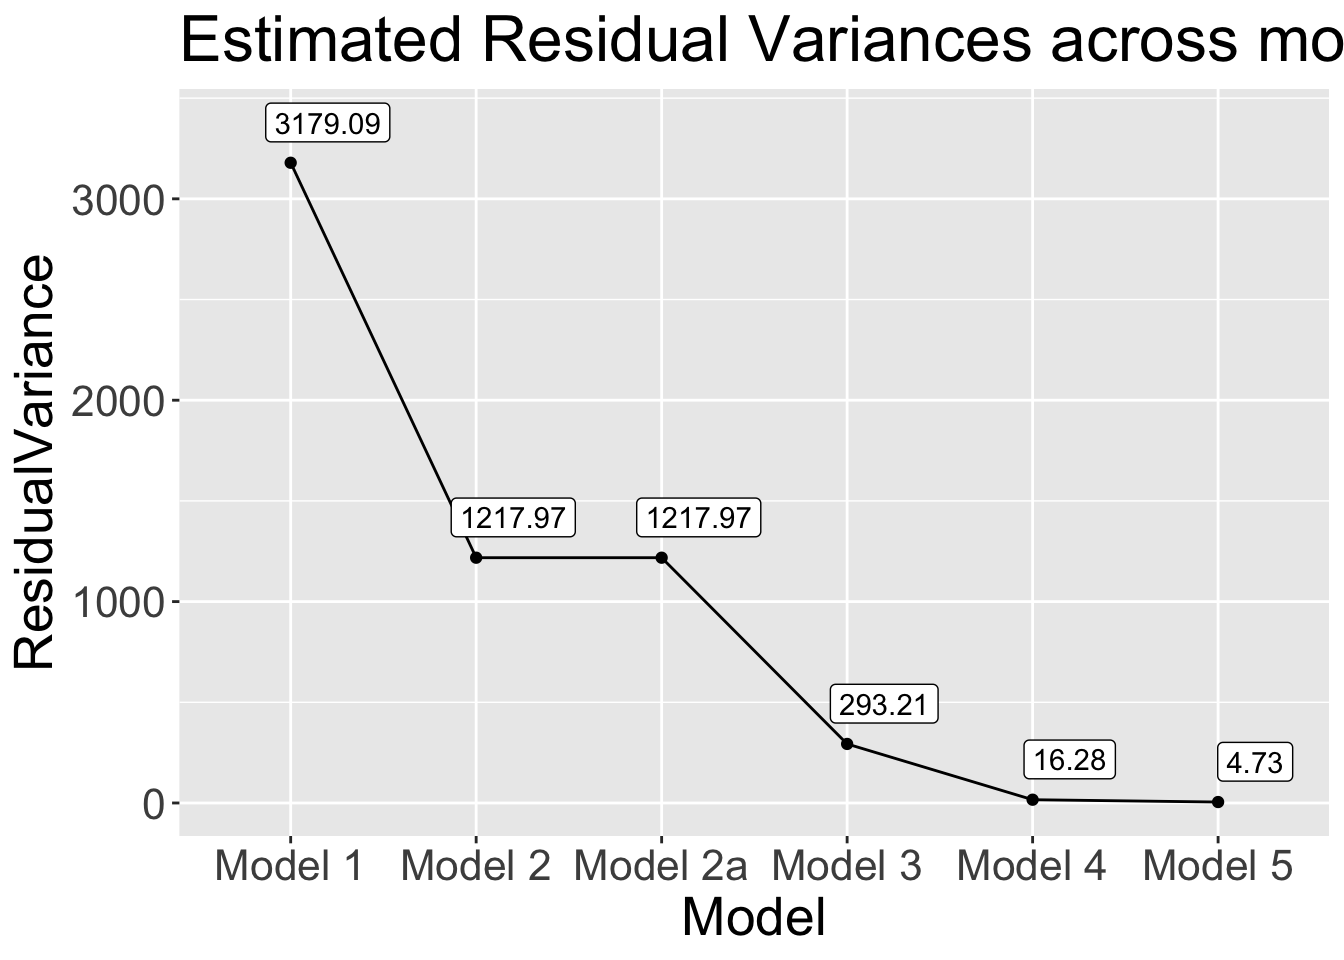 Estimated Residual Variances across mo
3179.09
3000
ResidualVariance
2000
1217.97 1217.97
1000
293.21
16.28 4.73
0
Model 1 Model 2 Model 2a Model 3 Model 4 Model 5
Model